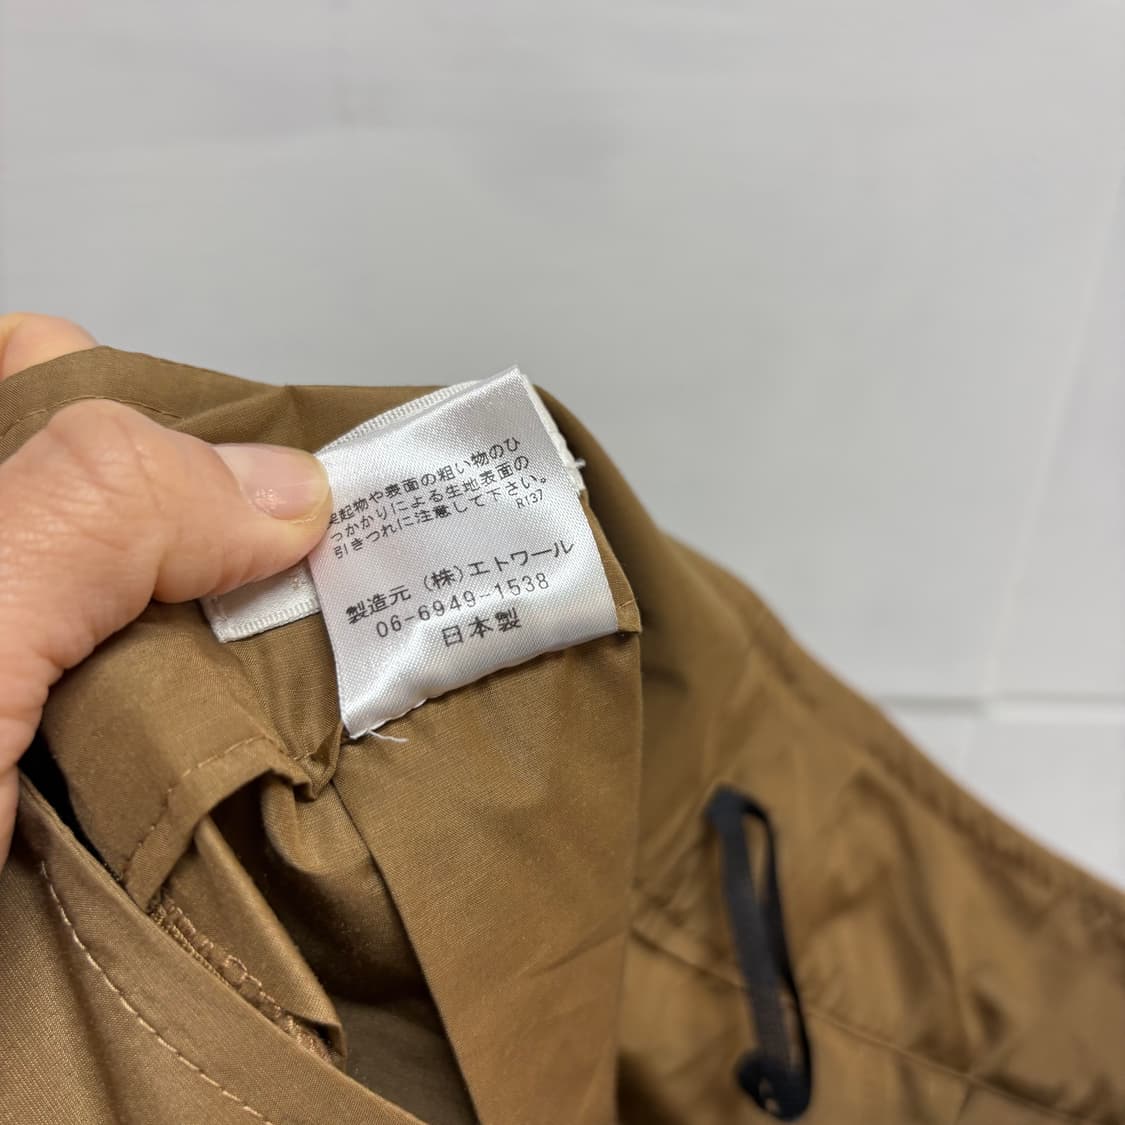 突起物や表面の粗い物のひ
っかかりによる生地表面の
引きつれに注意して下さい。
R137
製造元 (株)エトワール
06-6949-1538
日本製